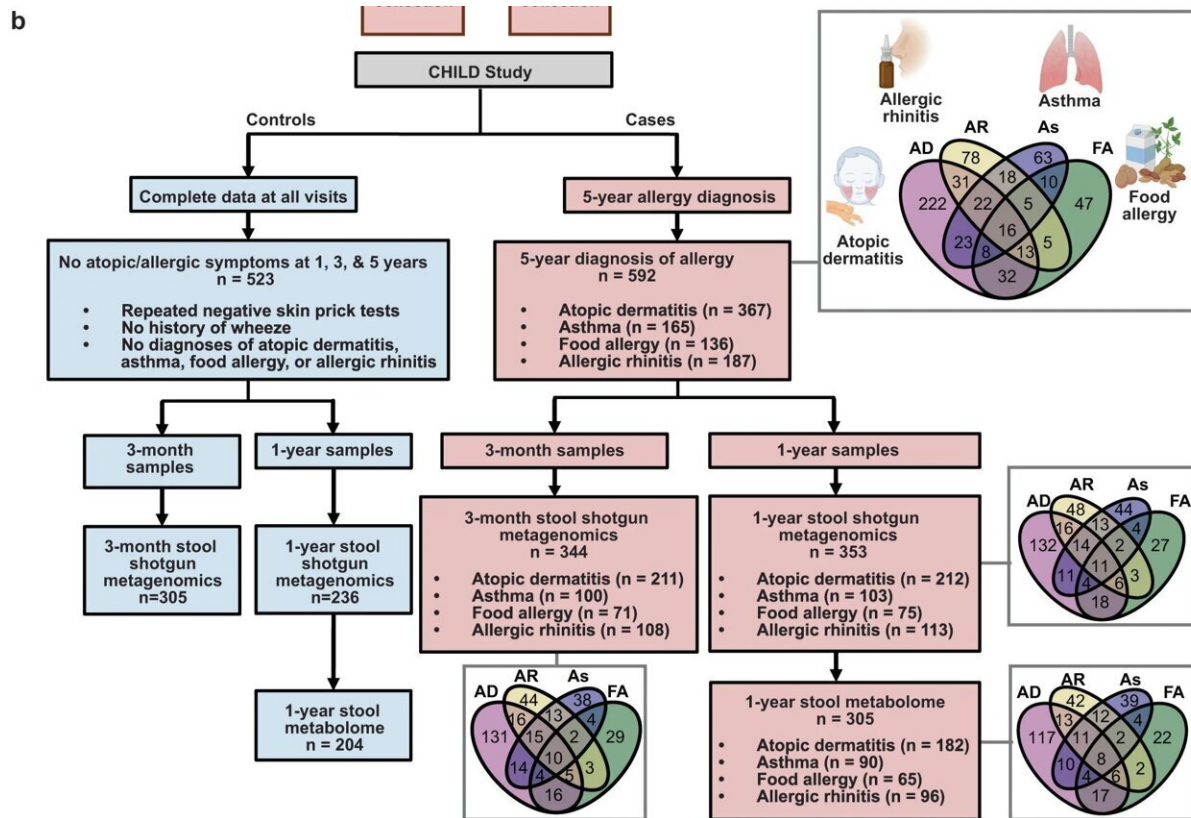 b
CHILD Study
Controls
Cases
Complete data at all visits
5-year allergy diagnosis
No atopic/allergic symptoms at 1, 3, & 5 years
n = 523
• Repeated negative skin prick tests
• No history of wheeze
• No diagnoses of atopic dermatitis,
asthma, food allergy, or allergic rhinitis
5-year diagnosis of allergy
n = 592
• Atopic dermatitis (n = 367)
• Asthma (n = 165)
• Food allergy (n = 136)
• Allergic rhinitis (n = 187)
Allergic
rhinitis
Asthma
Food
allergy
Atopic
dermatitis
AD
AR
As
FA
78
63
31
18
10
222
22
5
47
16
23
8
13
5
32
3-month
samples
1-year samples
3-month samples
1-year samples
3-month stool
shotgun
metagenomics
n=305
1-year stool
shotgun
metagenomics
n=236
3-month stool shotgun
metagenomics
n = 344
• Atopic dermatitis (n = 211)
• Asthma (n = 100)
• Food allergy (n = 71)
• Allergic rhinitis (n = 108)
1-year stool shotgun
metagenomics
n = 353
• Atopic dermatitis (n = 212)
• Asthma (n = 103)
• Food allergy (n = 75)
• Allergic rhinitis (n = 113)
AD
AR
As
FA
48
44
16
13
4
132
14
2
27
11
11
4
6
3
18
1-year stool
metabolome
n = 204
AD
AR
As
FA
44
38
16
13
4
131
15
2
29
10
14
4
5
3
16
1-year stool metabolome
n = 305
• Atopic dermatitis (n = 182)
• Asthma (n = 90)
• Food allergy (n = 65)
• Allergic rhinitis (n = 96)
AD
AR
As
FA
42
39
13
12
4
117
11
2
22
8
10
4
6
2
17